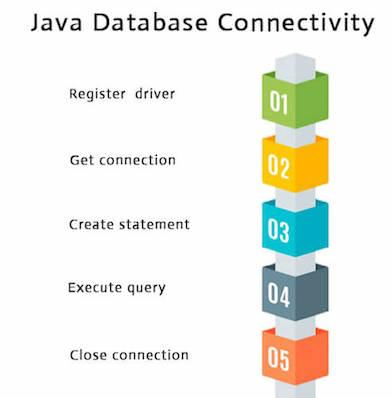 Java Database Connectivity
Register driver 01
Get connection 02
Create statement 03
Execute query 04
Close connection 05